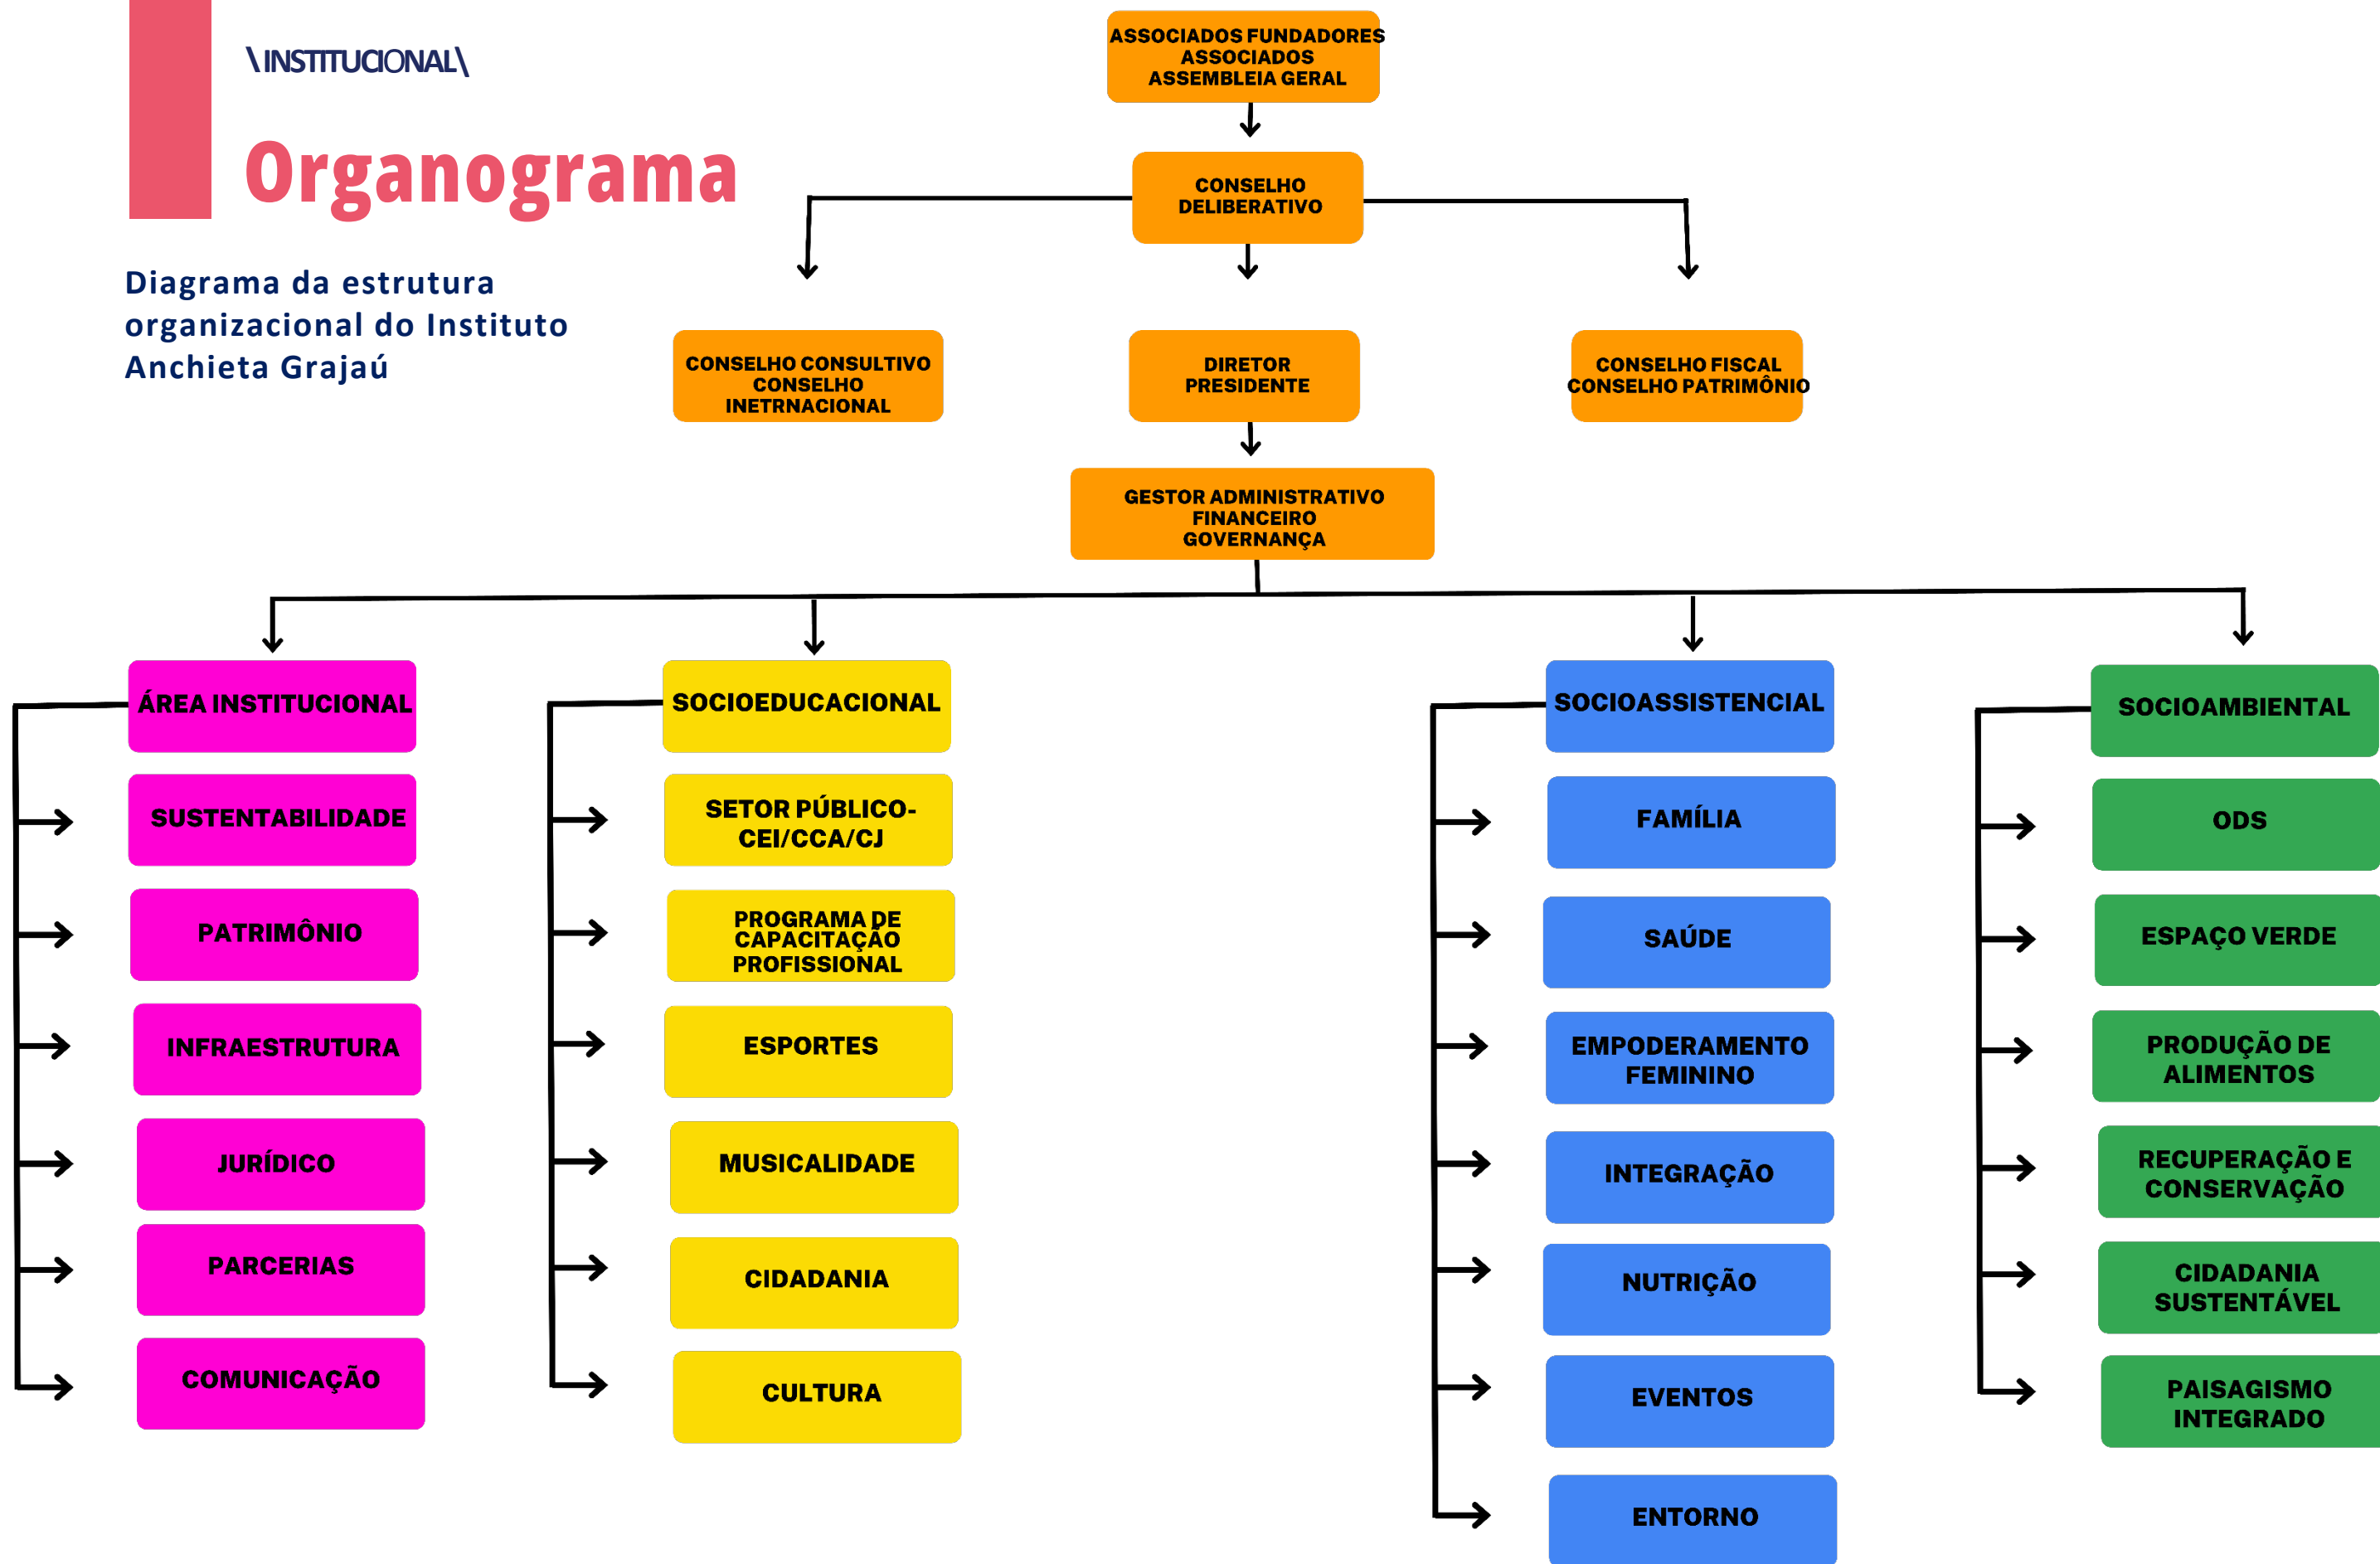 \INSTITUCIONAL\
Organograma
Diagrama da estrutura
organizacional do Instituto
Anchieta Grajaú
ASSOCIADOS FUNDADORES
ASSOCIADOS
ASSEMBLEIA GERAL
CONSELHO
DELIBERATIVO
CONSELHO CONSULTIVO
CONSELHO
INETRNACIONAL
DIRETOR
PRESIDENTE
CONSELHO FISCAL
CONSELHO PATRIMÔNIO
GESTOR ADMINISTRATIVO
FINANCEIRO
GOVERNANÇA
ÁREA INSTITUCIONAL
SUSTENTABILIDADE
PATRIMÔNIO
INFRAESTRUTURA
JURÍDICO
PARCERIAS
COMUNICAÇÃO
SOCIOEDUCACIONAL
SETOR PÚBLICO-
CEI/CCA/CJ
PROGRAMA DE
CAPACITAÇÃO
PROFISSIONAL
ESPORTES
MUSICALIDADE
CIDADANIA
CULTURA
SOCIOASSISTENCIAL
FAMÍLIA
SAÚDE
EMPODERAMENTO
FEMININO
INTEGRAÇÃO
NUTRIÇÃO
EVENTOS
ENTORNO
SOCIOAMBIENTAL
ODS
ESPAÇO VERDE
PRODUÇÃO DE
ALIMENTOS
RECUPERAÇÃO E
CONSERVAÇÃO
CIDADANIA
SUSTENTÁVEL
PAISAGISMO
INTEGRADO